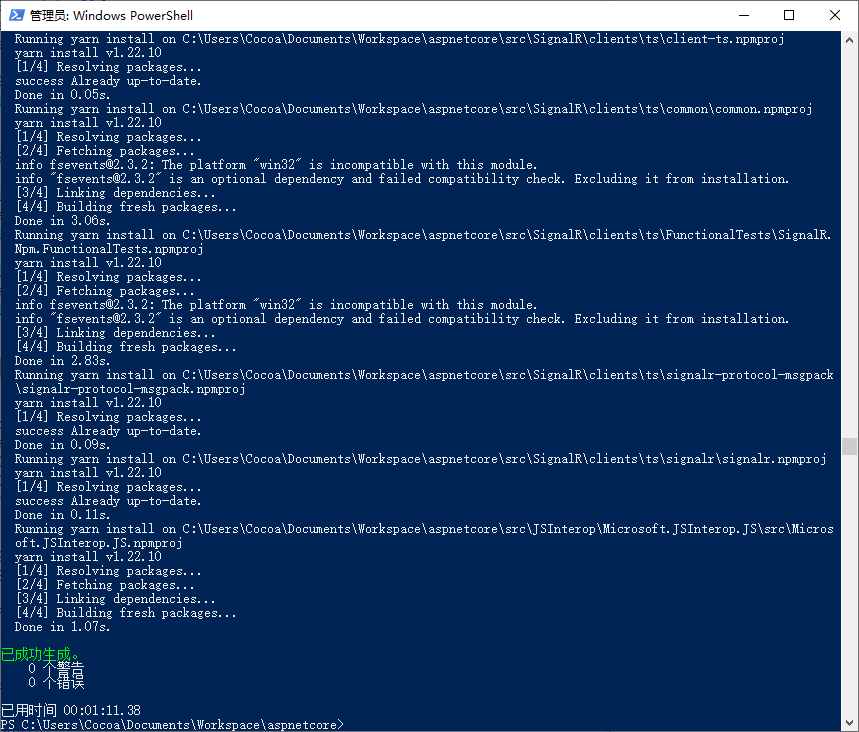 管理员: Windows PowerShell
Running yarn install on C:\Users\Cocoa\Documents\Workspace\aspnetcore\src\SignalR\clients\ts\client-ts.npmproj
yarn install v1.22.10
[1/4] Resolving packages...
success Already up-to-date.
Done in 0.05s.
Running yarn install on C:\Users\Cocoa\Documents\Workspace\aspnetcore\src\SignalR\clients\ts\common\common.npmproj
yarn install v1.22.10
[1/4] Resolving packages...
[2/4] Fetching packages...
info fsevents@2.3.2: The platform "win32" is incompatible with this module.
info "fsevents@2.3.2" is an optional dependency and failed compatibility check. Excluding it from installation.
[3/4] Linking dependencies...
[4/4] Building fresh packages...
Done in 3.06s.
Running yarn install on C:\Users\Cocoa\Documents\Workspace\aspnetcore\src\SignalR\clients\ts\FunctionalTests\SignalR.
Npm.FunctionalTests.npmproj
yarn install v1.22.10
[1/4] Resolving packages...
[2/4] Fetching packages...
info fsevents@2.3.2: The platform "win32" is incompatible with this module.
info "fsevents@2.3.2" is an optional dependency and failed compatibility check. Excluding it from installation.
[3/4] Linking dependencies...
[4/4] Building fresh packages...
Done in 2.83s.
Running yarn install on C:\Users\Cocoa\Documents\Workspace\aspnetcore\src\SignalR\clients\ts\signalr-protocol-msgpack
\signalr-protocol-msgpack.npmproj
yarn install v1.22.10
[1/4] Resolving packages...
success Already up-to-date.
Done in 0.09s.
Running yarn install on C:\Users\Cocoa\Documents\Workspace\aspnetcore\src\SignalR\clients\ts\signalr\signalr.npmproj
yarn install v1.22.10
[1/4] Resolving packages...
success Already up-to-date.
Done in 0.11s.
Running yarn install on C:\Users\Cocoa\Documents\Workspace\aspnetcore\src\JSInterop\Microsoft.JSInterop.JS\src\Micros
oft.JSInterop.JS.npmproj
yarn install v1.22.10
[1/4] Resolving packages...
[2/4] Fetching packages...
[3/4] Linking dependencies...
[4/4] Building fresh packages...
Done in 1.07s.
已成功生成。
0 个警告
0 个错误
已用时间 00:01:11.38
PS C:\Users\Cocoa\Documents\Workspace\aspnetcore>